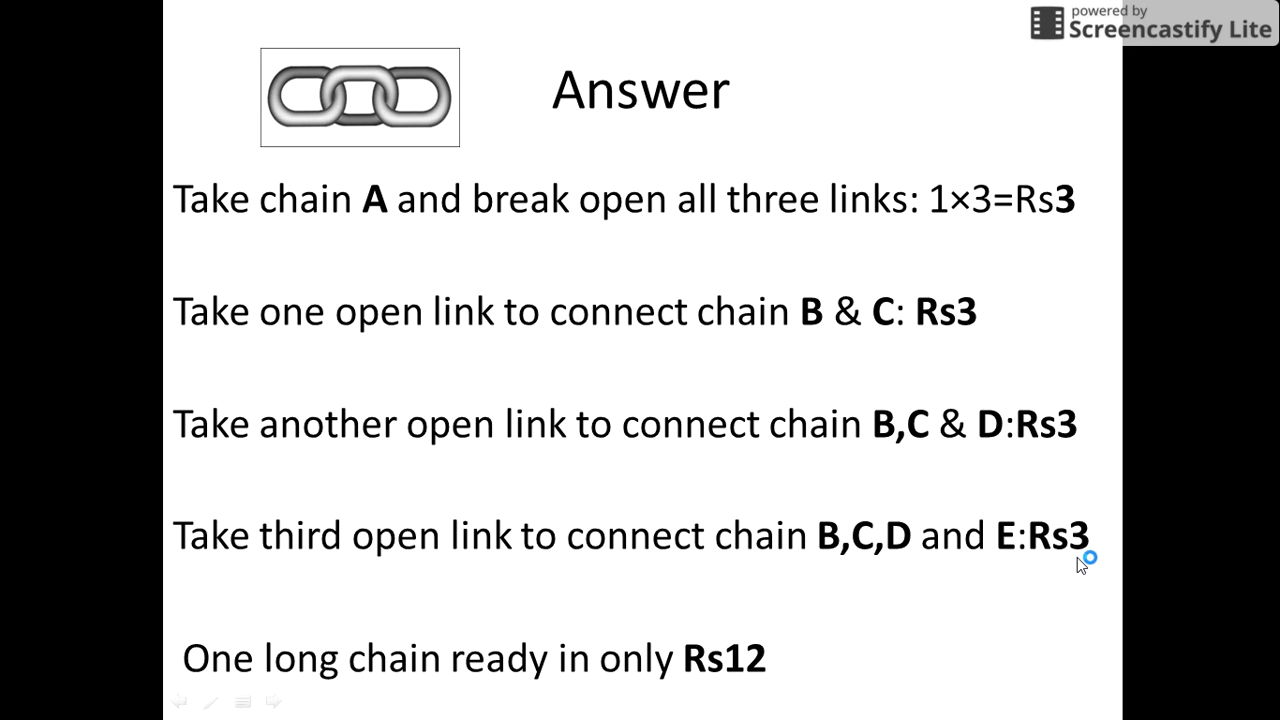 powered by
Screencastify Lite
Answer
Take chain A and break open all three links: 1×3=Rs3
Take one open link to connect chain B & C: Rs3
Take another open link to connect chain B,C & D:Rs3
Take third open link to connect chain B,C,D and E:Rs3
One long chain ready in only Rs12